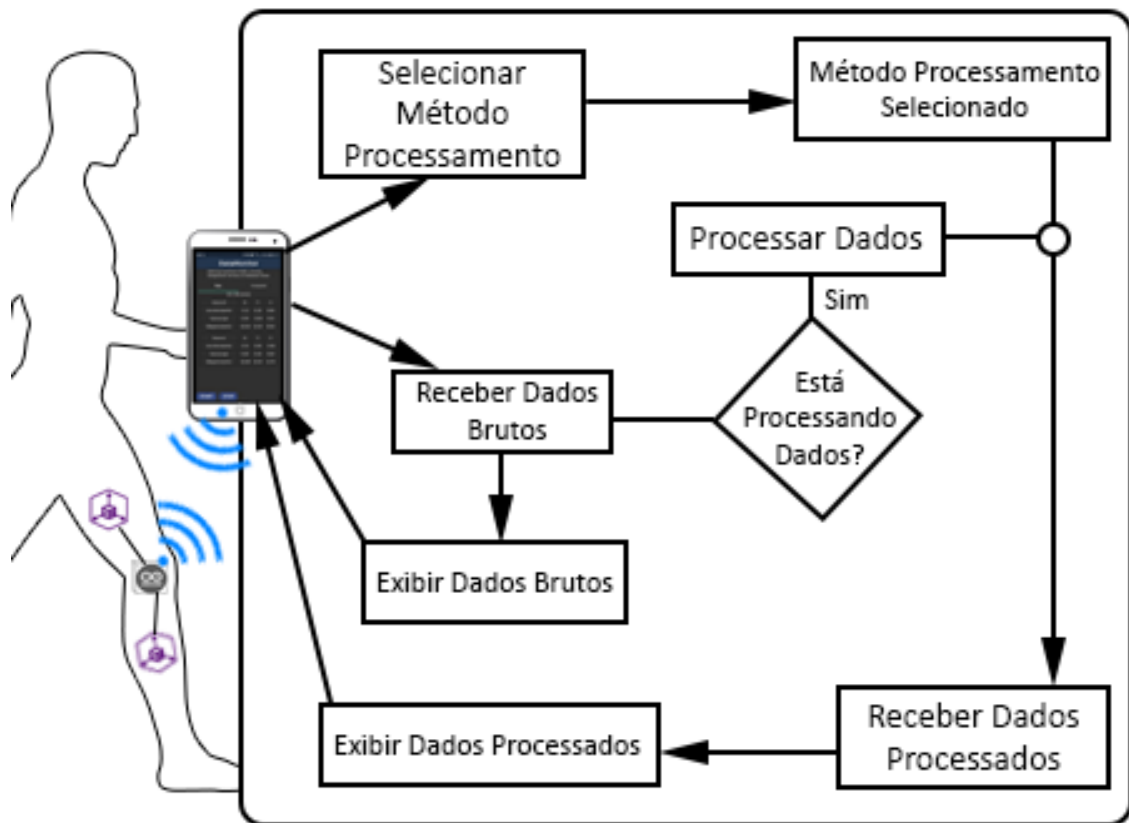 Selecionar
Método
Processamento
Método Processamento
Selecionado
Processar Dados
Sim
Receber Dados
Brutos
Está
Processando
Dados?
Exibir Dados Brutos
Exibir Dados Processados
Receber Dados
Processados